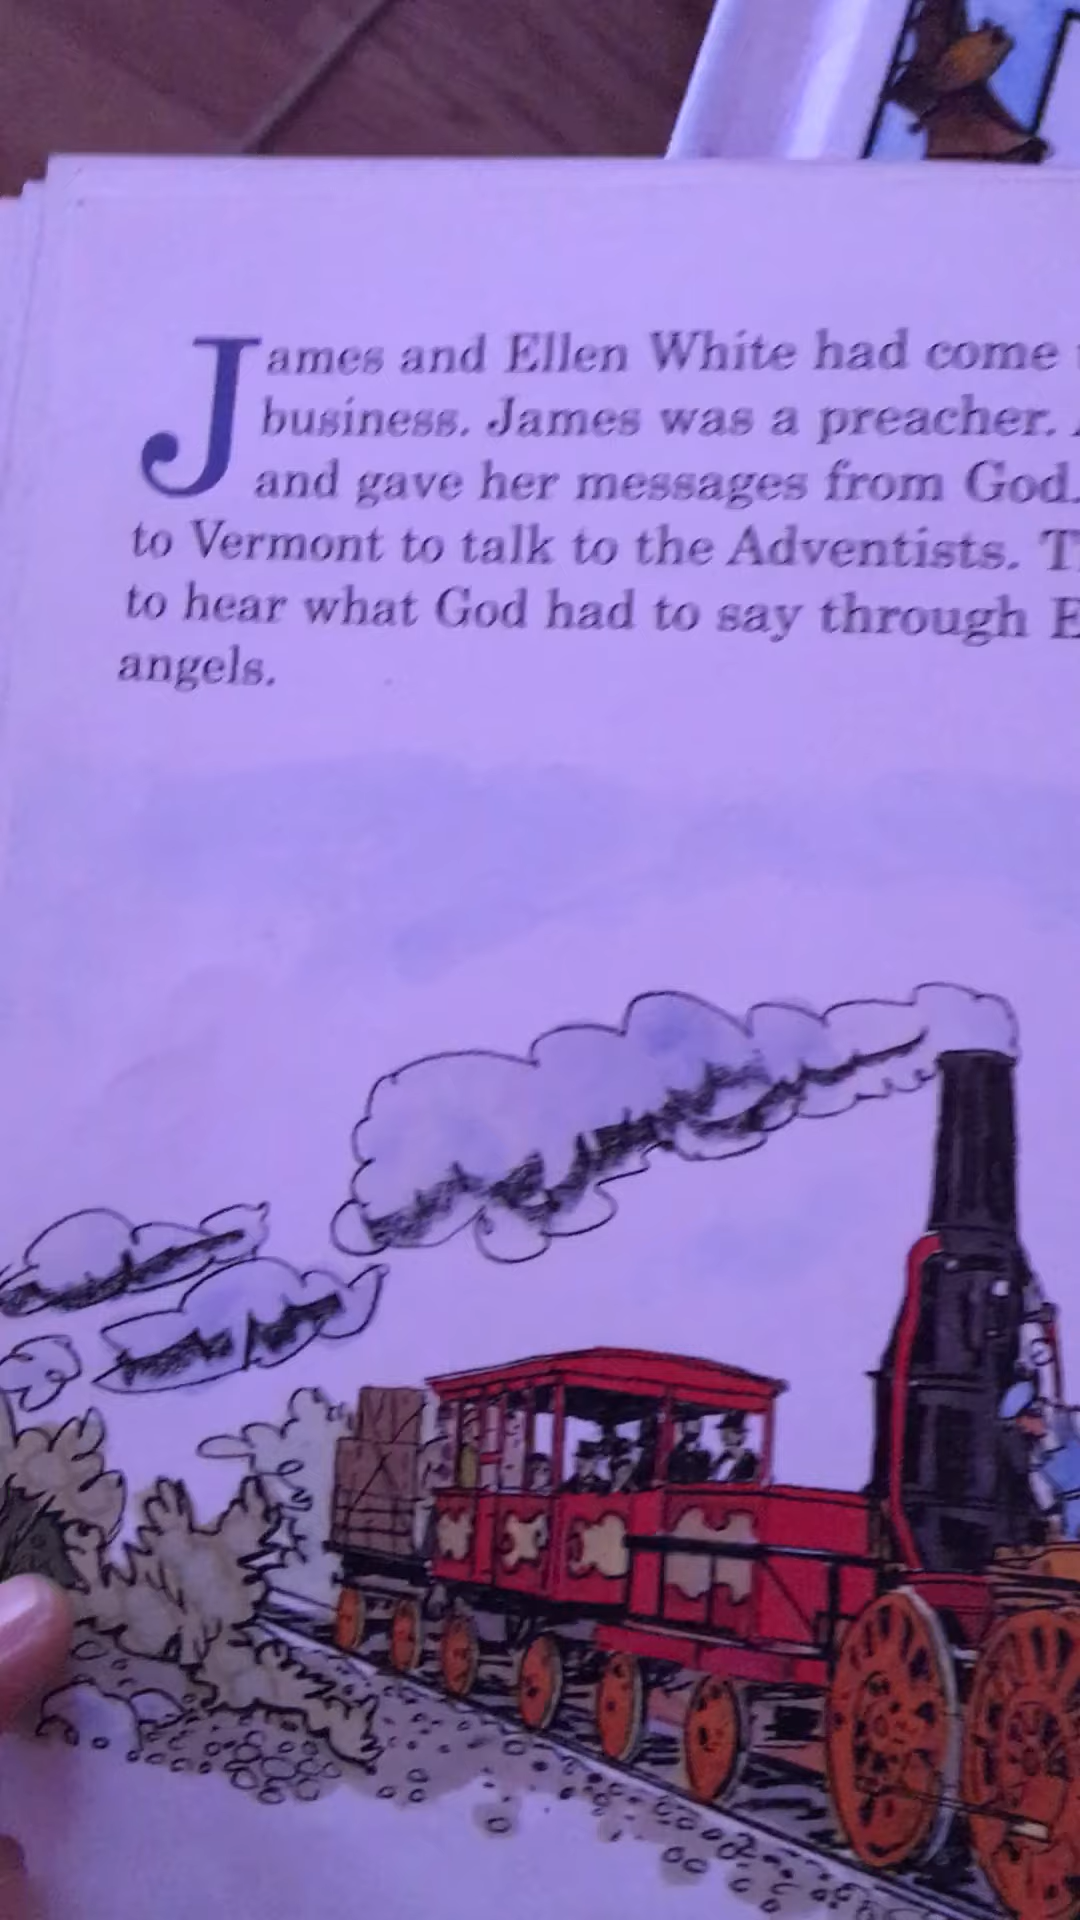 James and Ellen White had come
business. James was a preacher.
and gave her messages from God.
to Vermont to talk to the Adventists.
to hear what God had to say through
angels.